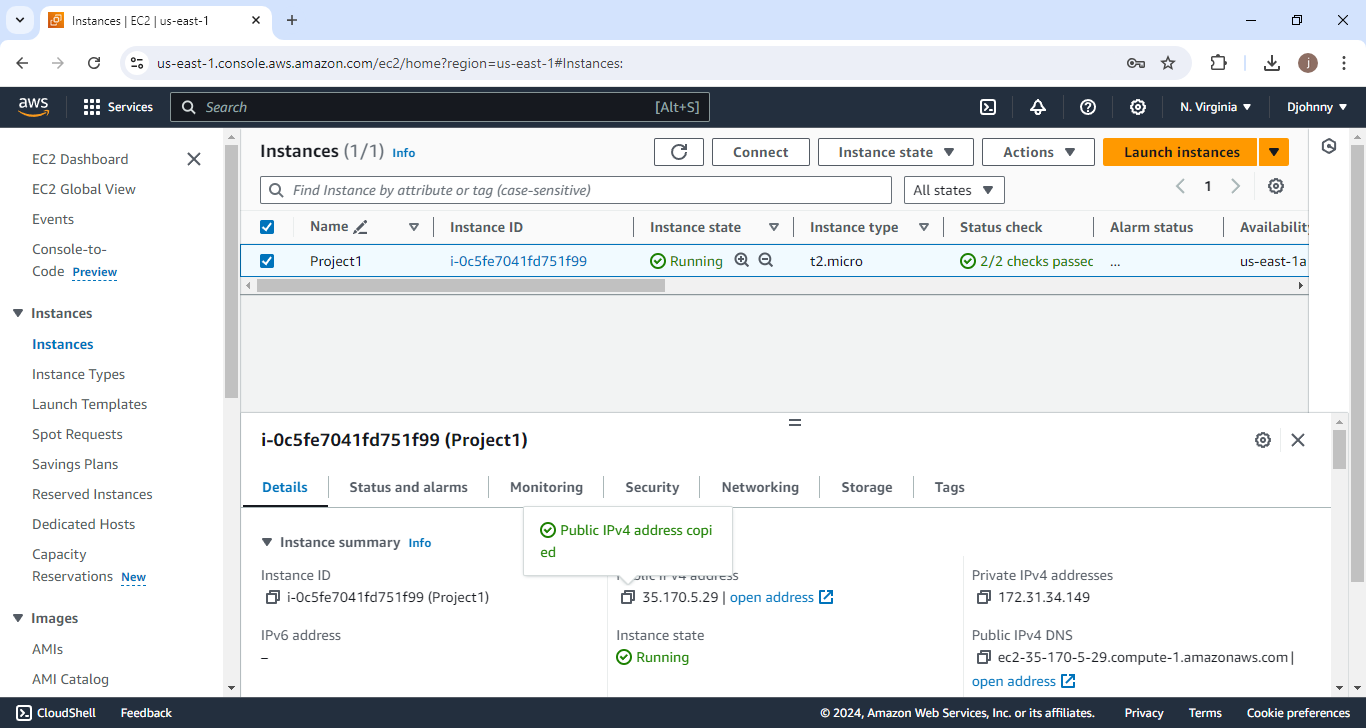 Instances | EC2 | us-east-1
us-east-1.console.aws.amazon.com/ec2/home?region=us-east-1#Instances:
j
aws
Services
Search
[Alt+S]
N. Virginia
Djohnny
EC2 Dashboard
EC2 Global View
Events
Console-to-
Code Preview
Instances
Instances
Instance Types
Launch Templates
Spot Requests
Savings Plans
Reserved Instances
Dedicated Hosts
Capacity
Reservations New
Images
AMIs
AMI Catalog
Instances (1/1) Info
Connect
Instance state
Actions
Launch instances
Find Instance by attribute or tag (case-sensitive)
All states
1
Name
Instance ID
Instance state
Instance type
Status check
Alarm status
Availability
Project1
i-0c5fe7041fd751f99
Running
t2.micro
2/2 checks passec
...
us-east-1a
i-0c5fe7041fd751f99 (Project1)
Details
Status and alarms
Monitoring
Security
Networking
Storage
Tags
Public IPv4 address copi
ed
Instance summary Info
Instance ID
i-0c5fe7041fd751f99 (Project1)
Public IPv4 address
35.170.5.29 | open address
Private IPv4 addresses
172.31.34.149
IPv6 address
–
Instance state
Running
Public IPv4 DNS
ec2-35-170-5-29.compute-1.amazonaws.com |
open address
CloudShell
Feedback
© 2024, Amazon Web Services, Inc. or its affiliates.
Privacy
Terms
Cookie preferences